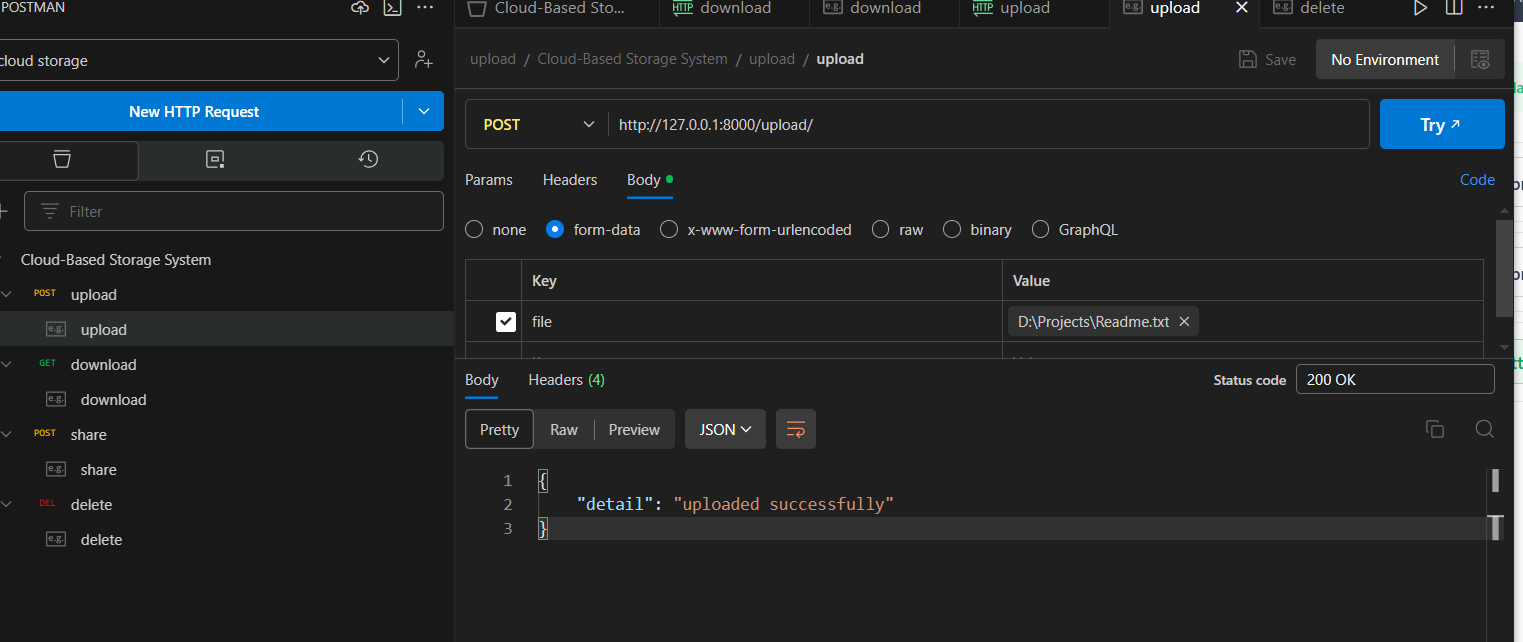 POSTMAN
cloud storage
New HTTP Request
Filter
Cloud-Based Storage System
POST upload
e.g. upload
GET download
e.g. download
POST share
e.g. share
DEL delete
e.g. delete
Cloud-Based Sto... HTTP download e.g. download HTTP upload e.g. upload e.g. delete
upload / Cloud-Based Storage System / upload / upload Save No Environment
POST http://127.0.0.1:8000/upload/ Try
Params Headers Body Code
none form-data x-www-form-urlencoded raw binary GraphQL
Key Value
file D:\Projects\Readme.txt
Body Headers (4) Status code 200 OK
Pretty Raw Preview JSON
1 {
2 "detail": "uploaded successfully"
3 }